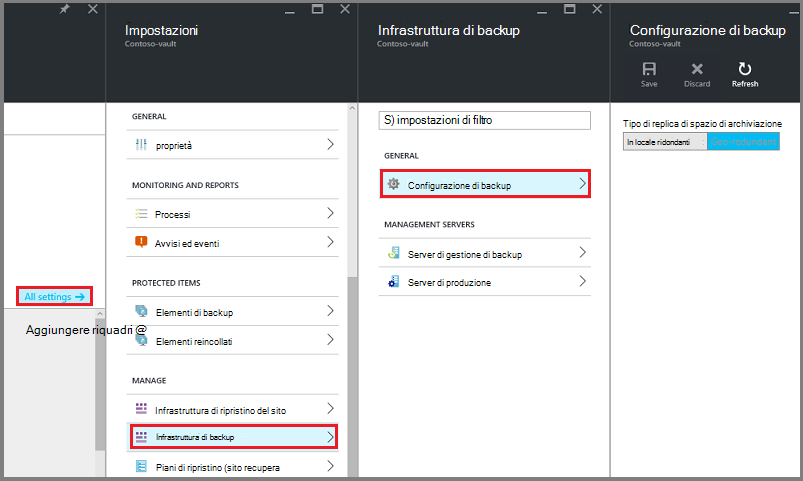 Impostazioni
Contoso-vault
Infrastruttura di backup
Contoso-vault
Configurazione di backup
Contoso-vault
Save
Discard
Refresh
All settings
Aggiungere riquadri @
GENERAL
proprietà
MONITORING AND REPORTS
Processi
Avvisi ed eventi
PROTECTED ITEMS
Elementi di backup
Elementi reincollati
MANAGE
Infrastruttura di ripristino del sito
Infrastruttura di backup
Piani di ripristino (sito recupera
S) impostazioni di filtro
GENERAL
Configurazione di backup
MANAGEMENT SERVERS
Server di gestione di backup
Server di produzione
Tipo di replica di spazio di archiviazione
In locale ridondanti
Geo-redundant